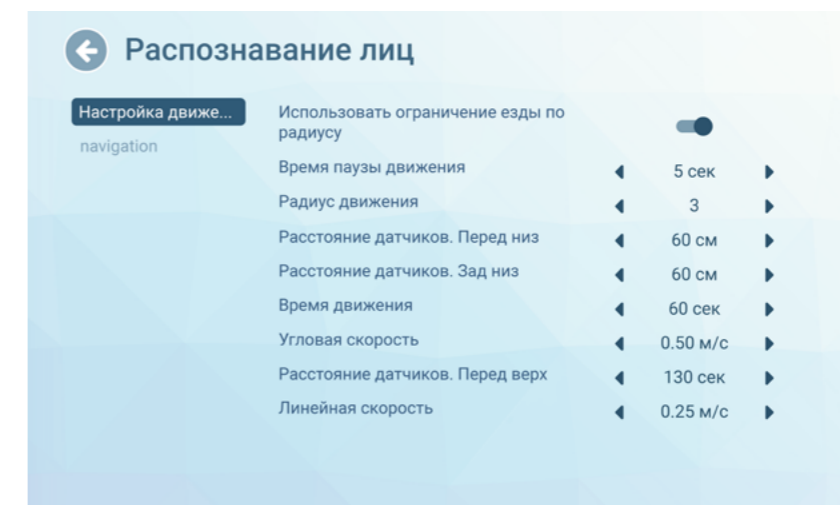 Распознавание лиц
Настройка движе...
navigation
Использовать ограничение езды по
радиусу
Время паузы движения 5 сек
Радиус движения 3
Расстояние датчиков. Перед низ 60 см
Расстояние датчиков. Зад низ 60 см
Время движения 60 сек
Угловая скорость 0.50 м/с
Расстояние датчиков. Перед верх 130 сек
Линейная скорость 0.25 м/с